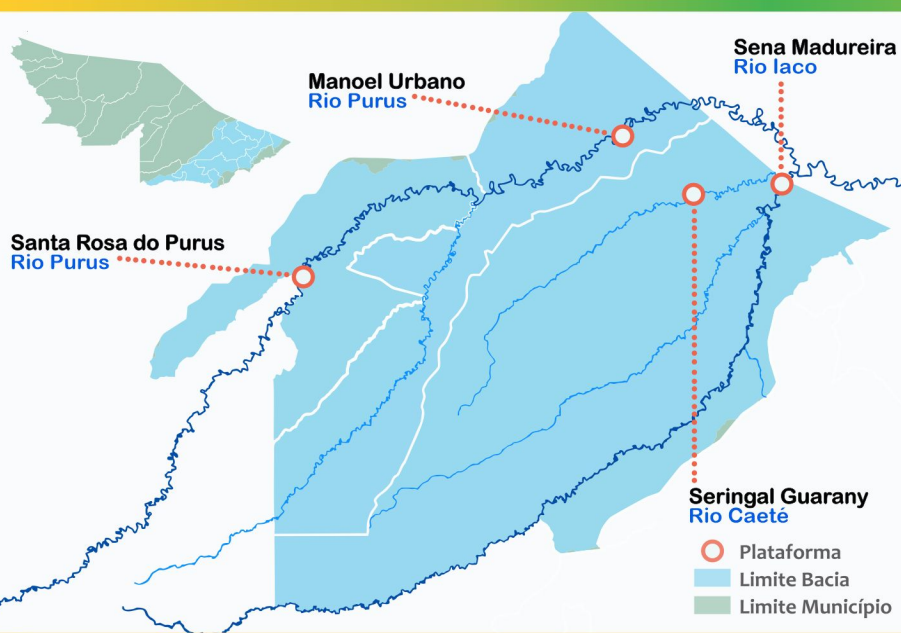 Sena Madureira
Rio Iaco
Manoel Urbano
Rio Purus
Santa Rosa do Purus
Rio Purus
Seringal Guarany
Rio Caeté
Plataforma
Limite Bacia
Limite Município